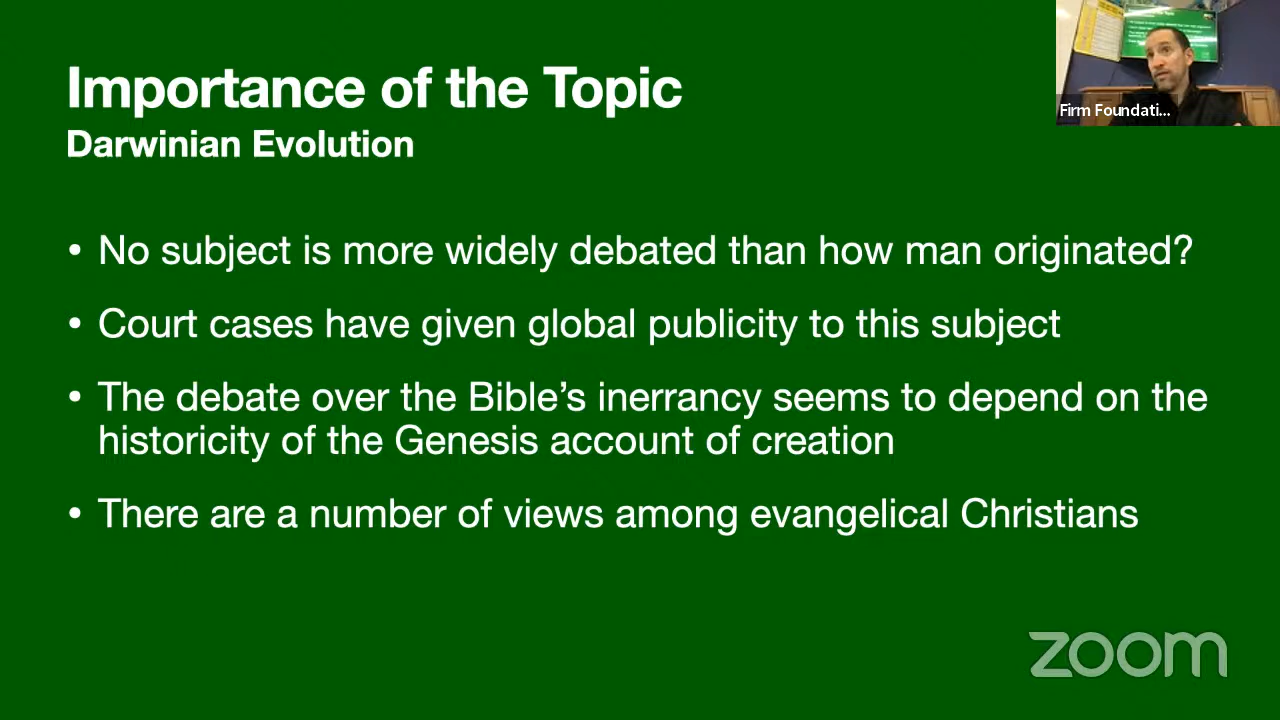 Importance of the Topic
Darwinian Evolution
• No subject is more widely debated than how man originated?
• Court cases have given global publicity to this subject
• The debate over the Bible’s inerrancy seems to depend on the
historicity of the Genesis account of creation
• There are a number of views among evangelical Christians
Firm Foundati...
zoom